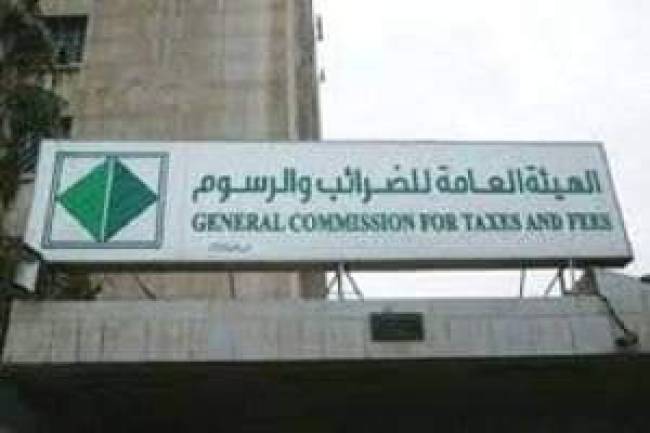 الهيئة العامة للضرائب والرسوم
GENERAL COMMISSION FOR TAXES AND FEES